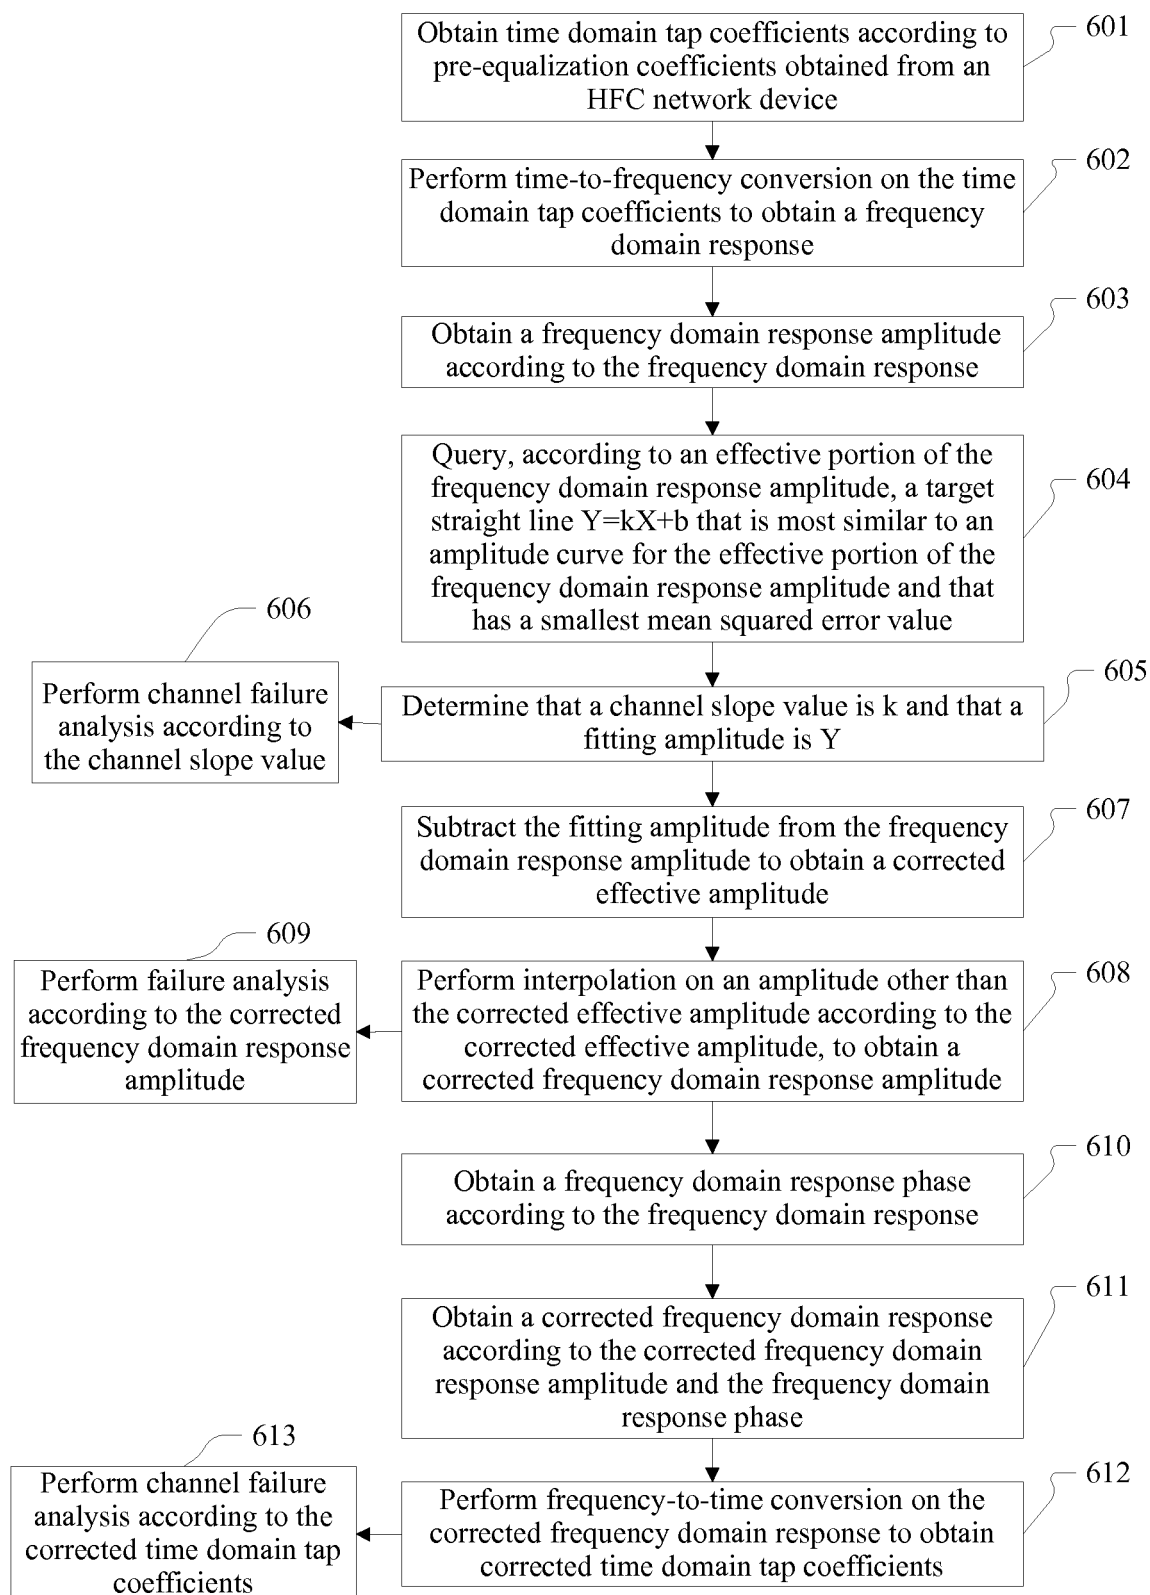 601
Obtain time domain tap coefficients according to
pre-equalization coefficients obtained from an
HFC network device
602
Perform time-to-frequency conversion on the time
domain tap coefficients to obtain a frequency
domain response
603
Obtain a frequency domain response amplitude
according to the frequency domain response
604
Query, according to an effective portion of the
frequency domain response amplitude, a target
straight line Y=kX+b that is most similar to an
amplitude curve for the effective portion of the
frequency domain response amplitude and that
has a smallest mean squared error value
605
Determine that a channel slope value is k and that a
fitting amplitude is Y
606
Perform channel failure
analysis according to
the channel slope value
607
Subtract the fitting amplitude from the frequency
domain response amplitude to obtain a corrected
effective amplitude
608
Perform interpolation on an amplitude other than
the corrected effective amplitude according to the
corrected effective amplitude, to obtain a
corrected frequency domain response amplitude
609
Perform failure analysis
according to the corrected
frequency domain response
amplitude
610
Obtain a frequency domain response phase
according to the frequency domain response
611
Obtain a corrected frequency domain response
according to the corrected frequency domain
response amplitude and the frequency domain
response phase
612
Perform frequency-to-time conversion on the
corrected frequency domain response to obtain
corrected time domain tap coefficients
613
Perform channel failure
analysis according to the
corrected time domain tap
coefficients